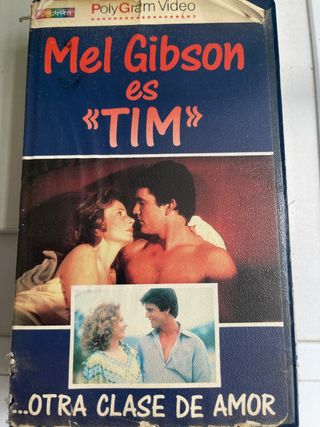 PolyGram Video
Mel Gibson
es
«TIM»
...OTRA CLASE DE AMOR